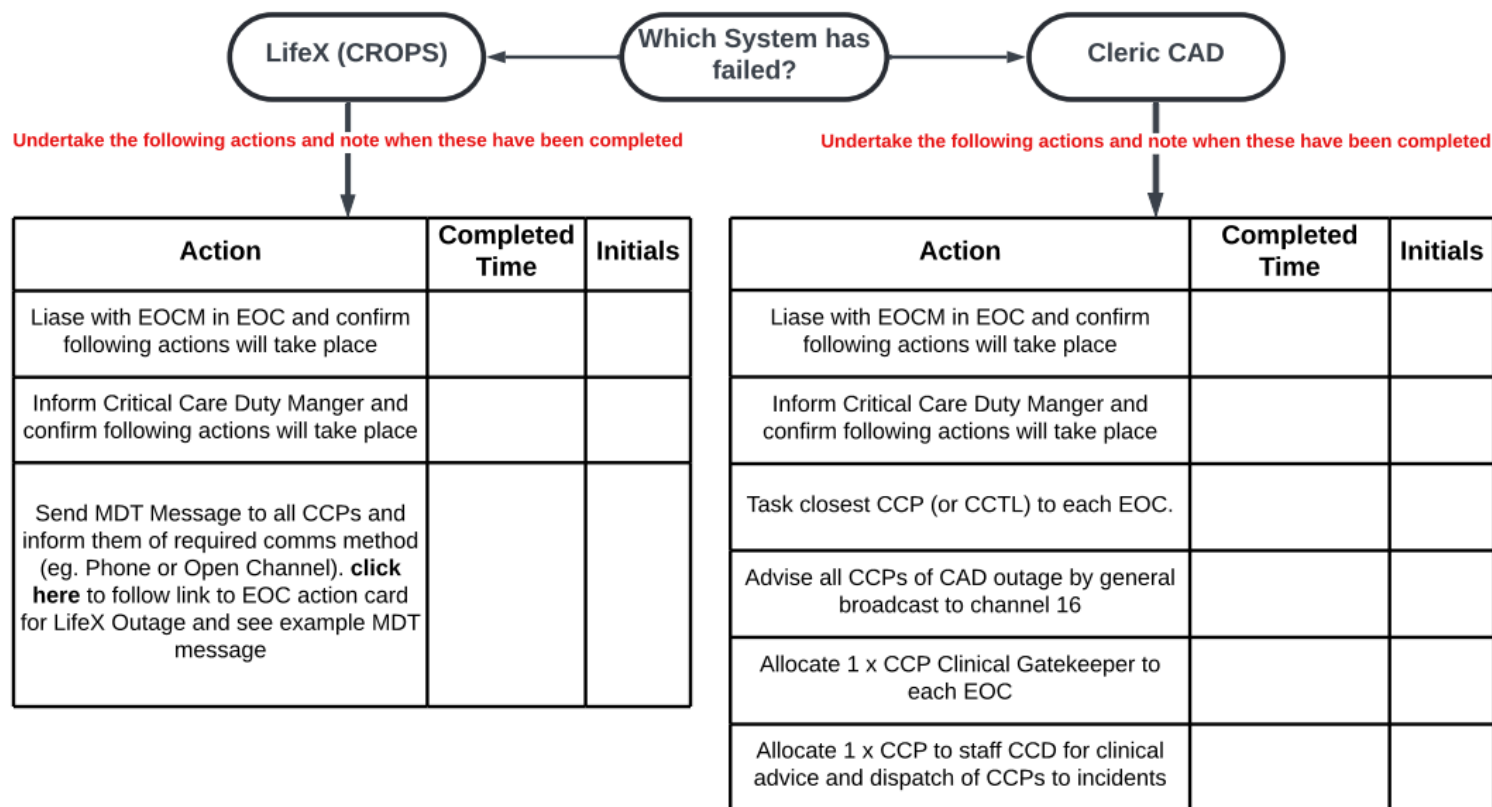 LifeX (CROPS)
Which System has
failed?
Cleric CAD
Undertake the following actions and note when these have been completed
Undertake the following actions and note when these have been completed
Action
Completed
Time
Initials
Liase with EOCM in EOC and confirm
following actions will take place
Inform Critical Care Duty Manger and
confirm following actions will take place
Send MDT Message to all CCPs and
inform them of required comms method
(eg. Phone or Open Channel). click
here to follow link to EOC action card
for LifeX Outage and see example MDT
message
Action
Completed
Time
Initials
Liase with EOCM in EOC and confirm
following actions will take place
Inform Critical Care Duty Manger and
confirm following actions will take place
Task closest CCP (or CCTL) to each EOC.
Advise all CCPs of CAD outage by general
broadcast to channel 16
Allocate 1 x CCP Clinical Gatekeeper to
each EOC
Allocate 1 x CCP to staff CCD for clinical
advice and dispatch of CCPs to incidents